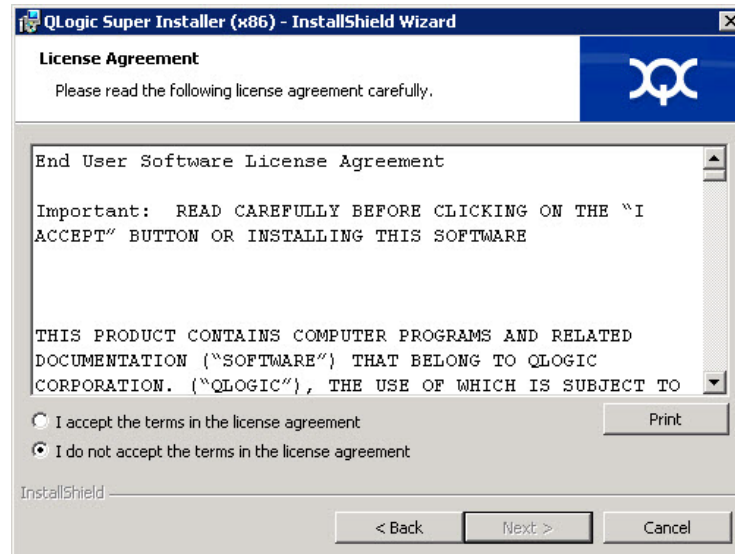 QLogic Super Installer (x86) - InstallShield Wizard
License Agreement
Please read the following license agreement carefully.
End User Software License Agreement
Important:  READ CAREFULLY BEFORE CLICKING ON THE “I
ACCEPT” BUTTON OR INSTALLING THIS SOFTWARE
THIS PRODUCT CONTAINS COMPUTER PROGRAMS AND RELATED
DOCUMENTATION (“SOFTWARE”) THAT BELONG TO QLOGIC
CORPORATION. (“QLOGIC”), THE USE OF WHICH IS SUBJECT TO
I accept the terms in the license agreement
Print
I do not accept the terms in the license agreement
InstallShield
< Back
Next >
Cancel